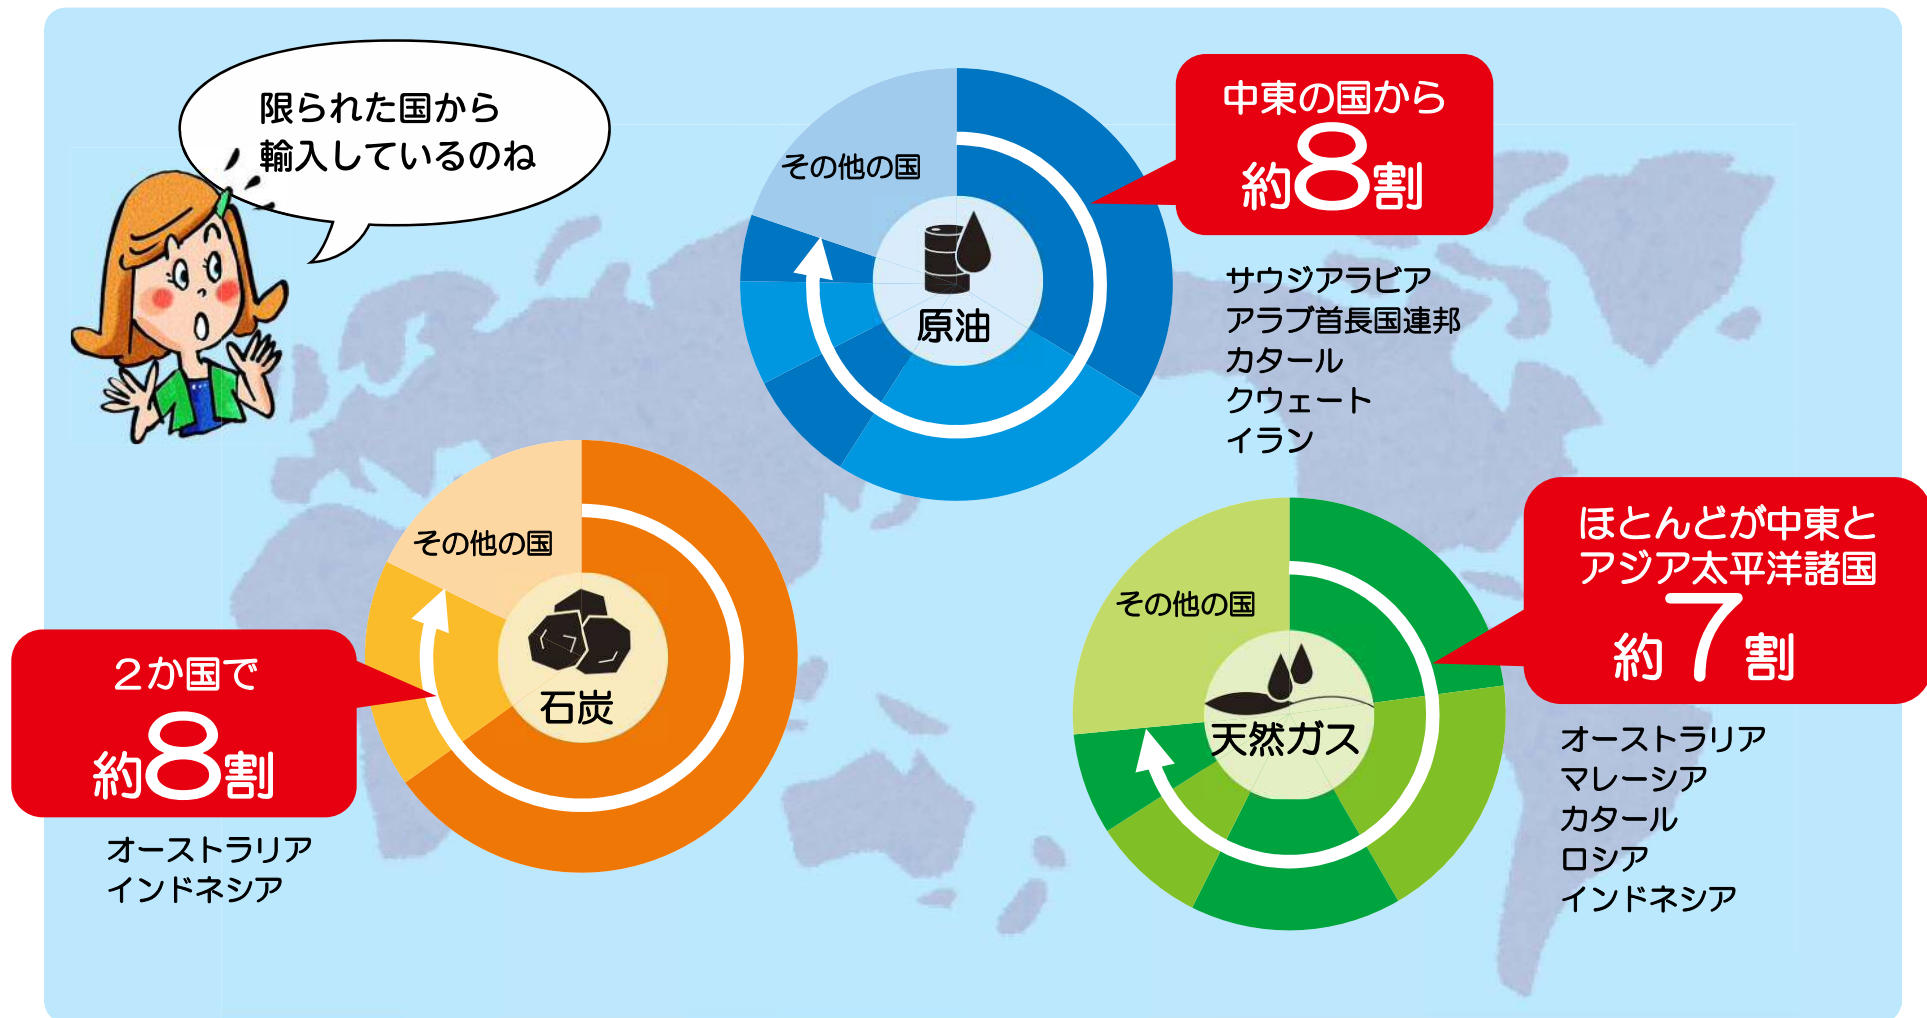 限られた国から
輸入しているのね
中東の国から
約8割
サウジアラビア
アラブ首長国連邦
カタール
クウェート
イラン
その他の国
原油
その他の国
石炭
2か国で
約8割
オーストラリア
インドネシア
その他の国
天然ガス
ほとんどが中東と
アジア太平洋諸国
約7割
オーストラリア
マレーシア
カタール
ロシア
インドネシア